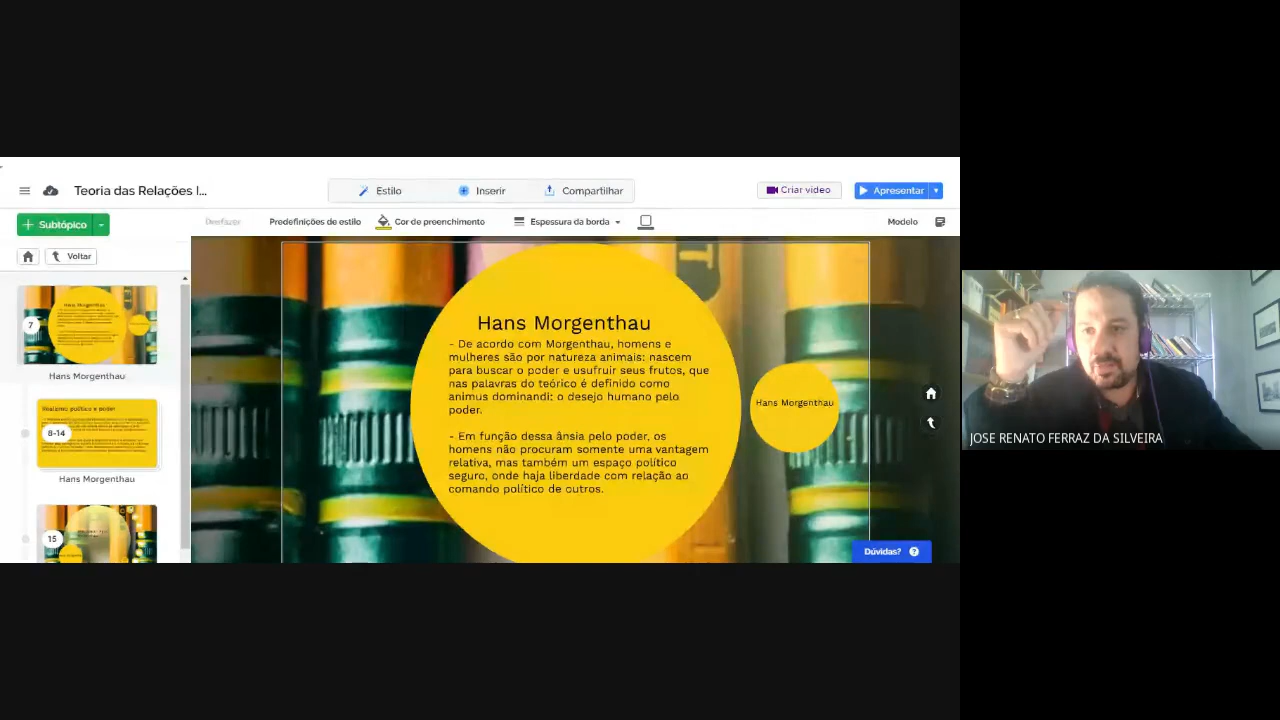 Teoria das Relações I...
Estilo
Inserir
Compartilhar
Criar vídeo
Apresentar
+ Subtópico
Desfazer
Predefinições de estilo
Cor de preenchimento
Espessura da borda
Modelo
Voltar
7
Hans Morgenthau
Realismo político e poder
8-14
Hans Morgenthau
15
Hans Morgenthau
- De acordo com Morgenthau, homens e
mulheres são por natureza animais: nascem
para buscar o poder e usufruir seus frutos, que
nas palavras do teórico é definido como
animus dominandi: o desejo humano pelo
poder.
- Em função dessa ânsia pelo poder, os
homens não procuram somente uma vantagem
relativa, mas também um espaço político
seguro, onde haja liberdade com relação ao
comando político de outros.
Hans Morgenthau
Dúvidas? ?
JOSE RENATO FERRAZ DA SILVEIRA